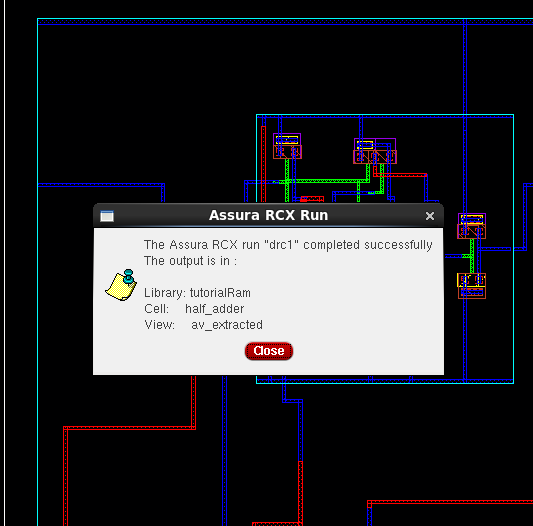 Assura RCX Run
The Assura RCX run "drc1" completed successfully
The output is in :
Library: tutorialRam
Cell: half_adder
View: av_extracted
Close